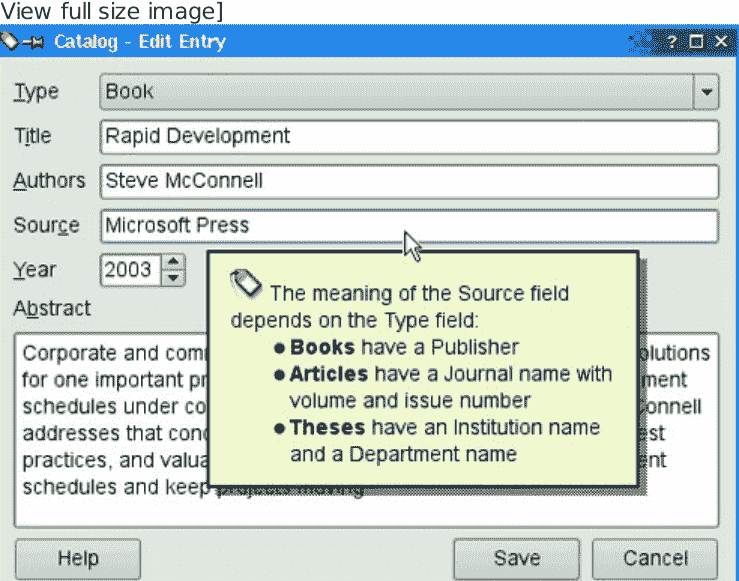 View full size image]
Catalog - Edit Entry
Type Book
Title Rapid Development
Authors Steve McConnell
Source Microsoft Press
Year 2003
The meaning of the Source field
depends on the Type field:
● Books have a Publisher
● Articles have a Journal name with
volume and issue number
● Theses have an Institution name
and a Department name
Abstract
Corporate and com
for one important pr ment
schedules under co onnell
addresses that conc est
practices, and valua ent
schedules and keep projects moving
Help Save Cancel